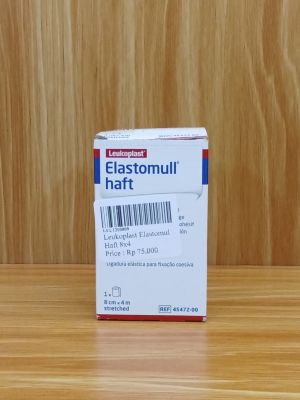 Leukoplast
Elastomull®
haft
Leukoplast Elastomul
Haft 8x4
Price : Rp 75,000
ligadura elástica para fixação coesiva
1 x
8 cm x 4 m
stretched
REF 45472-00